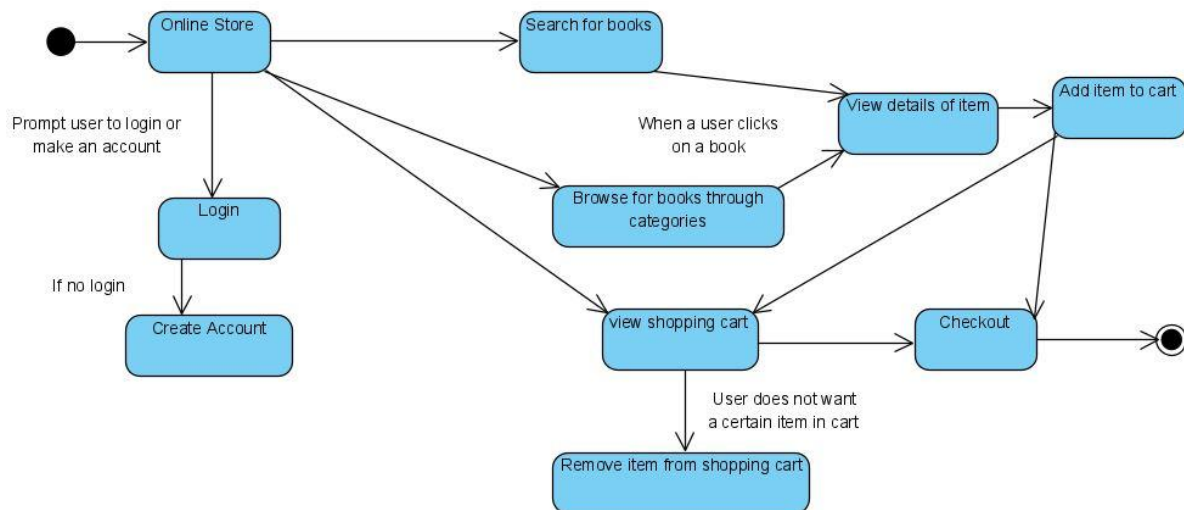 Online Store
Search for books
Add item to cart
View details of item
Prompt user to login or
make an account
When a user clicks
on a book
Browse for books through
categories
Login
If no login
Create Account
view shopping cart
Checkout
User does not want
a certain item in cart
Remove item from shopping cart